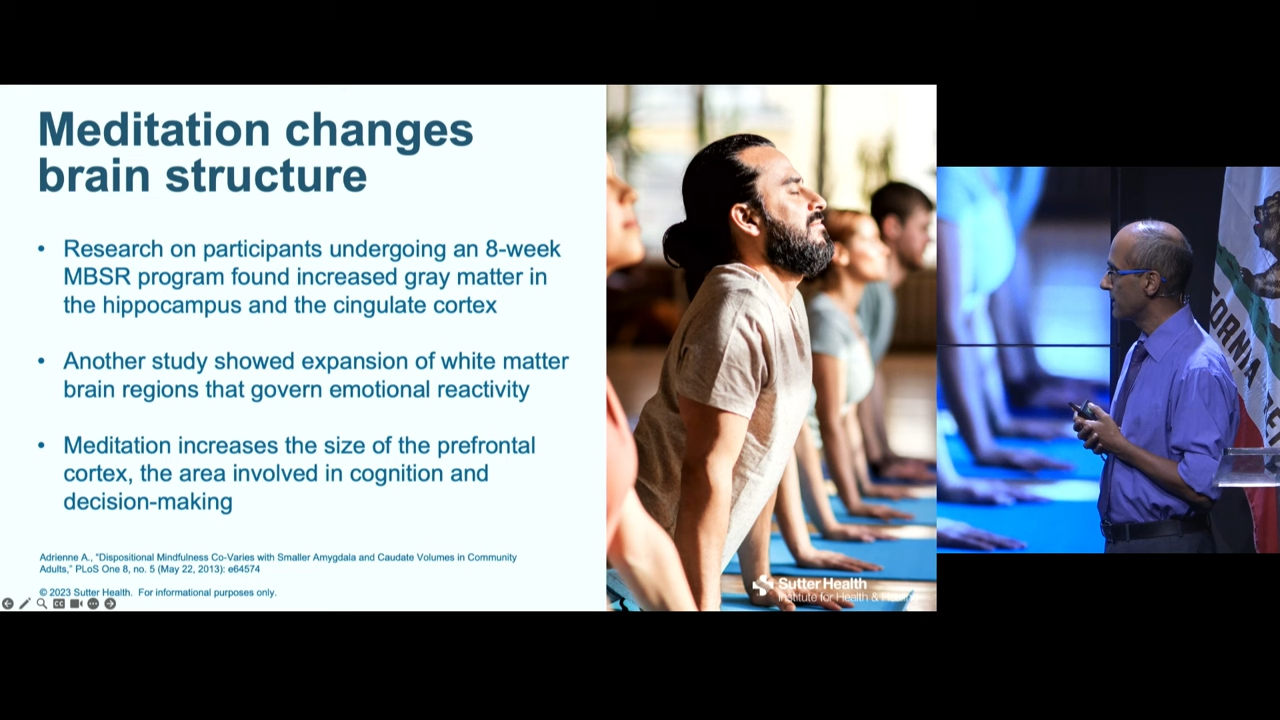 Meditation changes
brain structure
• Research on participants undergoing an 8-week
MBSR program found increased gray matter in
the hippocampus and the cingulate cortex
• Another study showed expansion of white matter
brain regions that govern emotional reactivity
• Meditation increases the size of the prefrontal
cortex, the area involved in cognition and
decision-making
Adrienne A., "Dispositional Mindfulness Co-Varies with Smaller Amygdala and Caudate Volumes in Community
Adults," PLoS One 8, no. 5 (May 22, 2013): e64574
© 2023 Sutter Health. For informational purposes only.
CC
Sutter Health
Institute for Health &